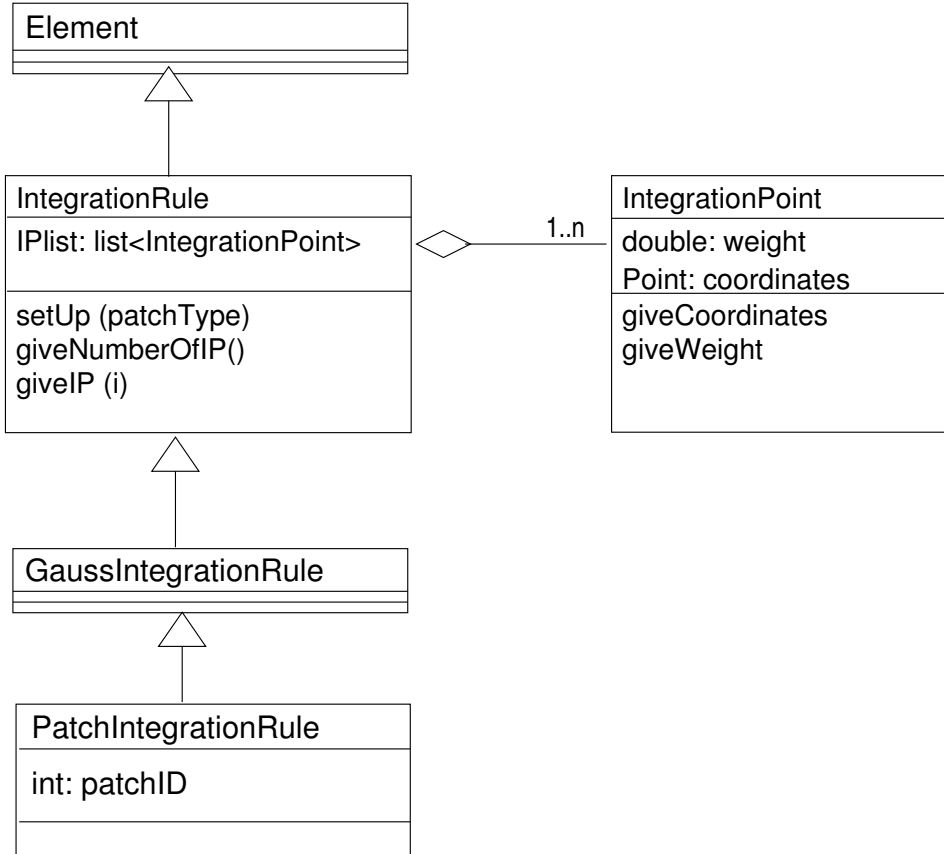 Element
IntegrationRule
IPlist: list<IntegrationPoint>
setUp (patchType)
giveNumberOfIP()
giveIP (i)
1..n
IntegrationPoint
double: weight
Point: coordinates
giveCoordinates
giveWeight
GaussIntegrationRule
PatchIntegrationRule
int: patchID